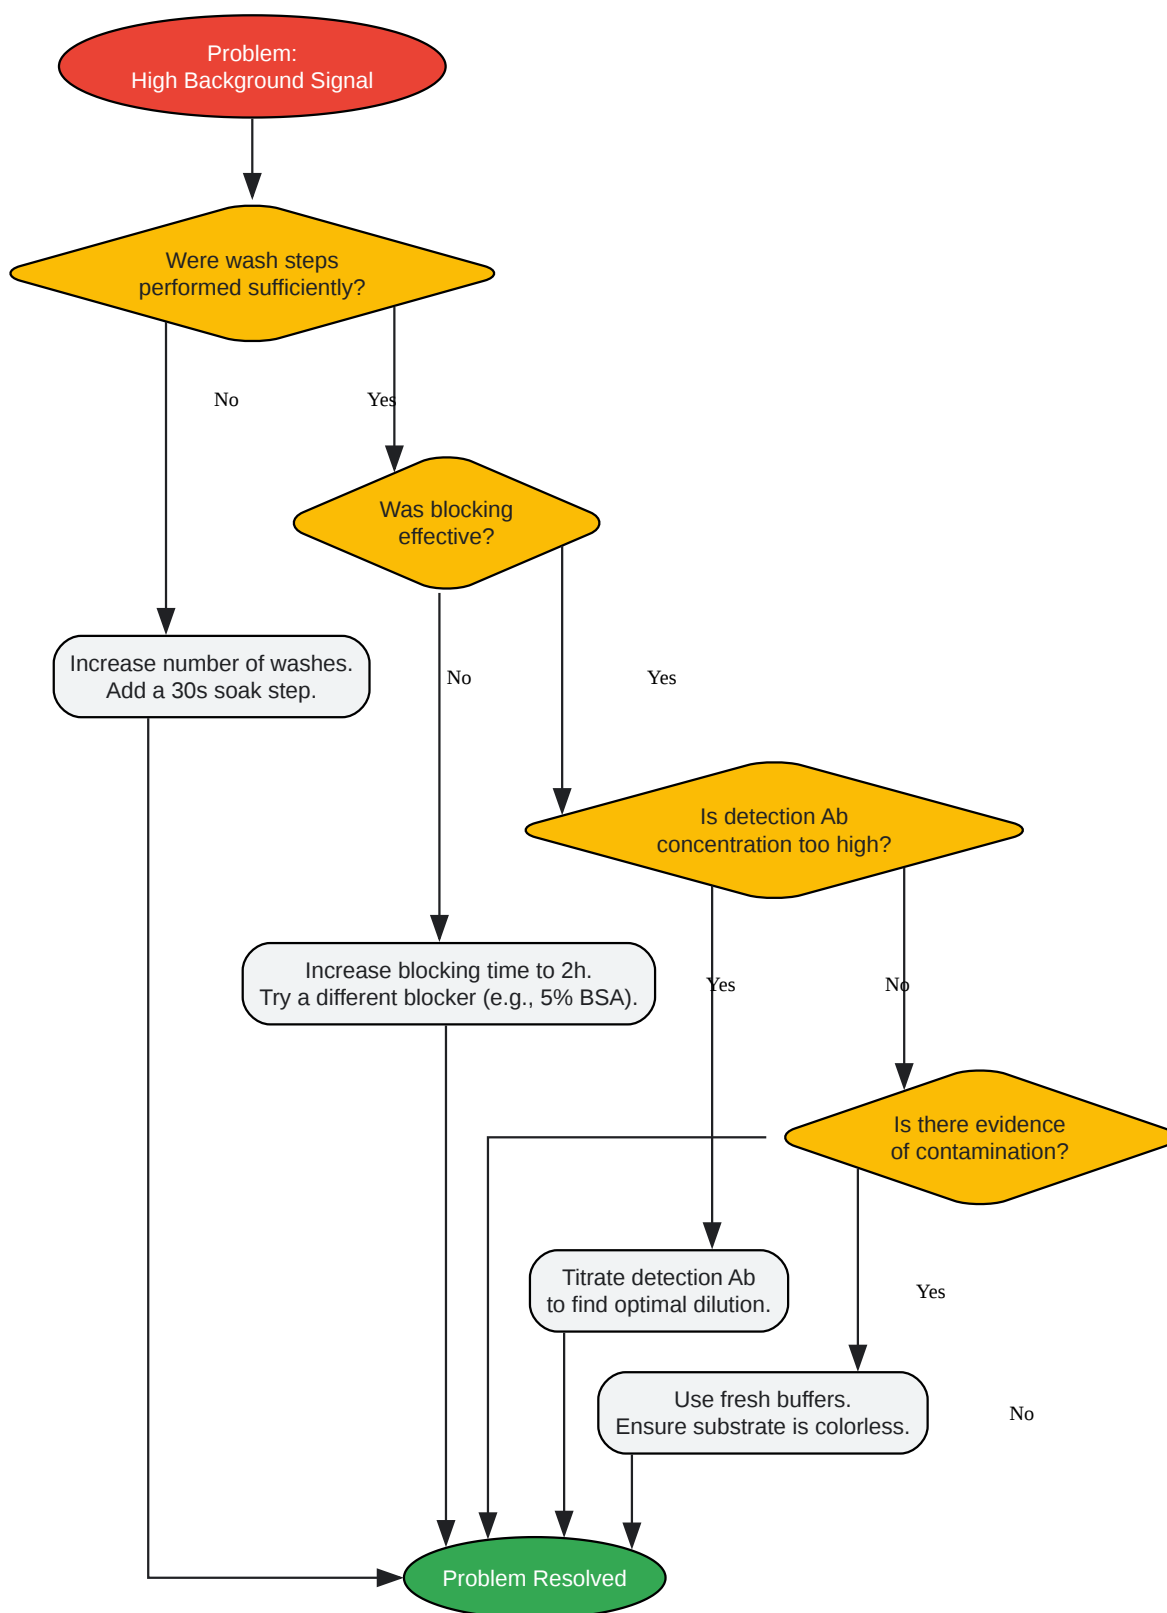 Problem:
High Background Signal
Were wash steps
performed sufficiently?
No
Yes
Was blocking
effective?
Increase number of washes.
Add a 30s soak step.
No
Yes
Is detection Ab
concentration too high?
Increase blocking time to 2h.
Try a different blocker (e.g., 5% BSA).
Yes
No
Is there evidence
of contamination?
Titrate detection Ab
to find optimal dilution.
Yes
Use fresh buffers.
Ensure substrate is colorless.
No
Problem Resolved